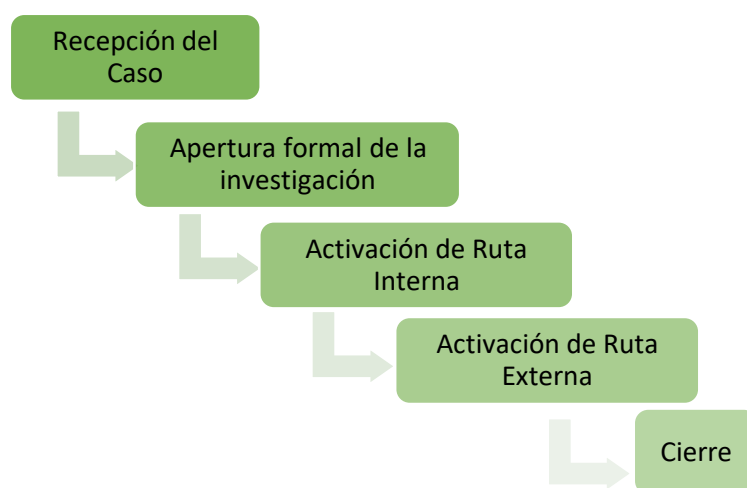 Recepción del
Caso
Apertura formal de la
investigación
Activación de Ruta
Interna
Activación de Ruta
Externa
Cierre